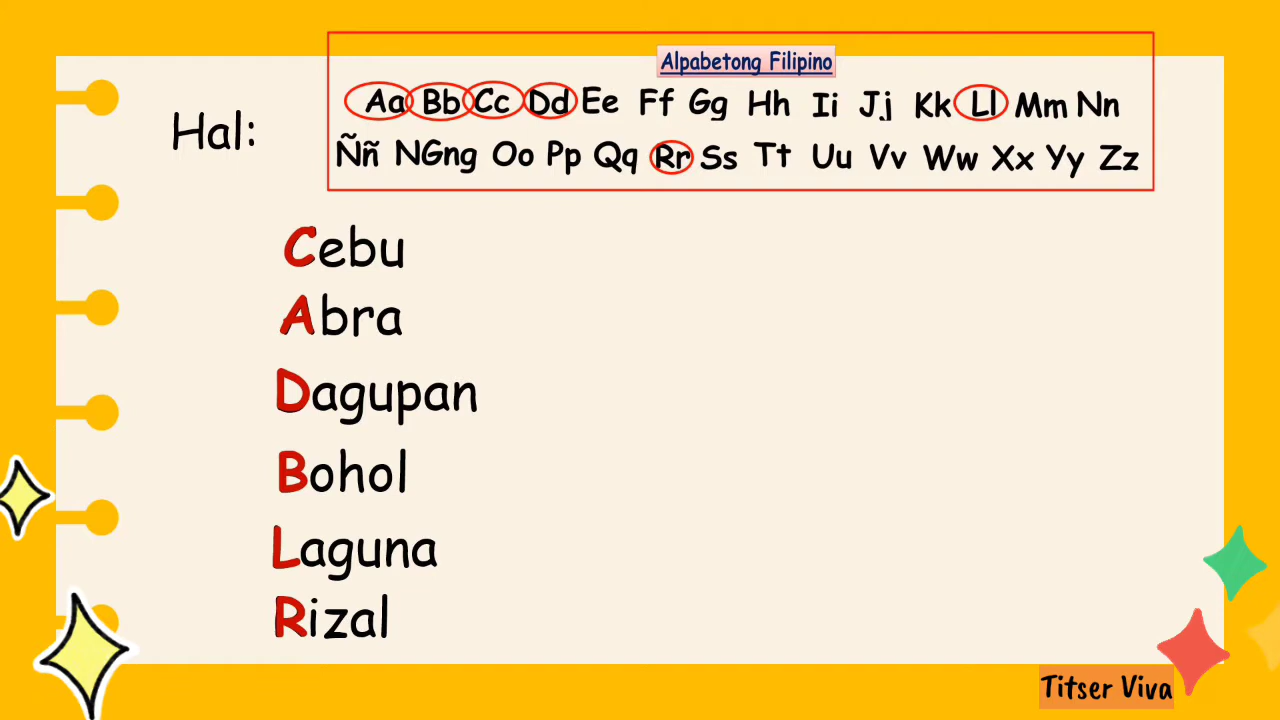 Alpabetong Filipino
Aa Bb Cc Dd Ee Ff Gg Hh Ii Jj Kk Ll Mm Nn
Hal:
Ññ NGng Oo Pp Qq Rr Ss Tt Uu Vv Ww Xx Yy Zz
Cebu
Abra
Dagupan
Bohol
Laguna
Rizal
Titser Viva